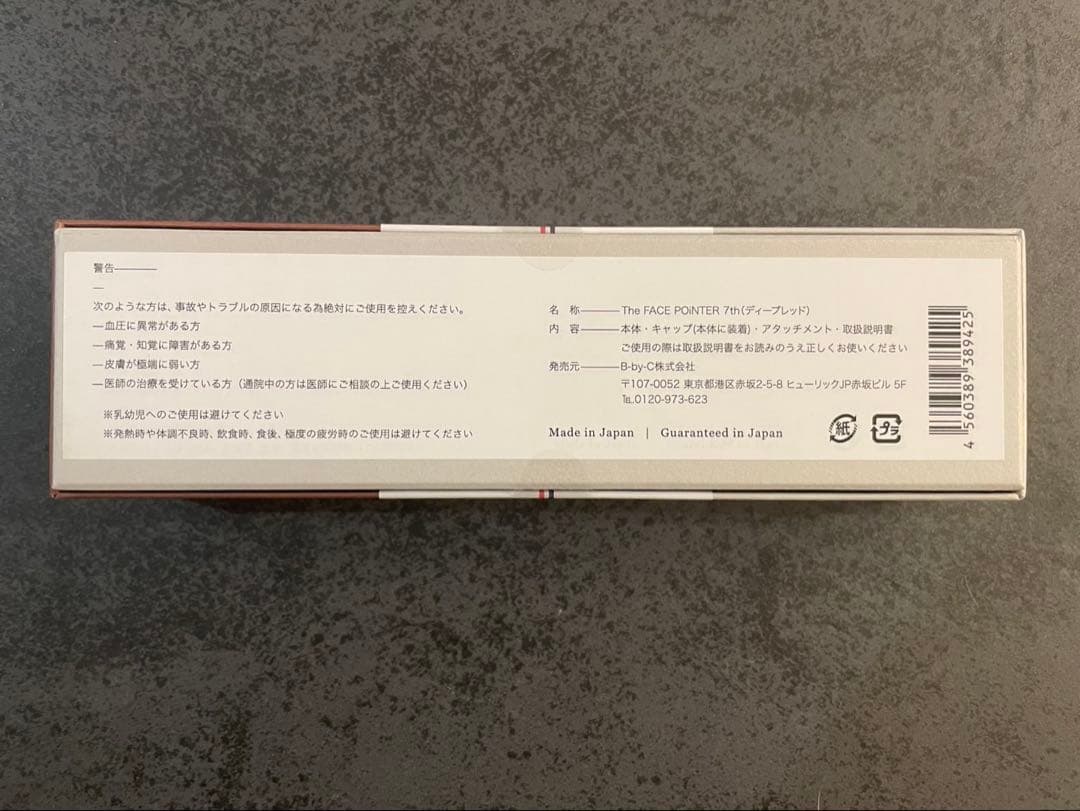 警告
次のような方は、事故やトラブルの原因になる為絶対にご使用を控えください。
―血圧に異常がある方
―痛覚・知覚に障害がある方
―皮膚が極端に弱い方
―医師の治療を受けている方（通院中の方は医師にご相談の上ご使用ください）
※乳幼児へのご使用は避けてください
※発熱時や体調不良時、飲食時、食後、極度の疲労時のご使用は避けてください
名 称―The FACE POiNTER 7th(ディープレッド)
内 容―本体・キャップ(本体に装着)・アタッチメント・取扱説明書
ご使用の際は取扱説明書をお読みのうえ正しくお使いください
発売元―B-by-C株式会社
〒107-0052 東京都港区赤坂2-5-8 ヒューリックJP赤坂ビル 5F
℡.0120-973-623
Made in Japan | Guaranteed in Japan
紙
プラ
4 560389 389425